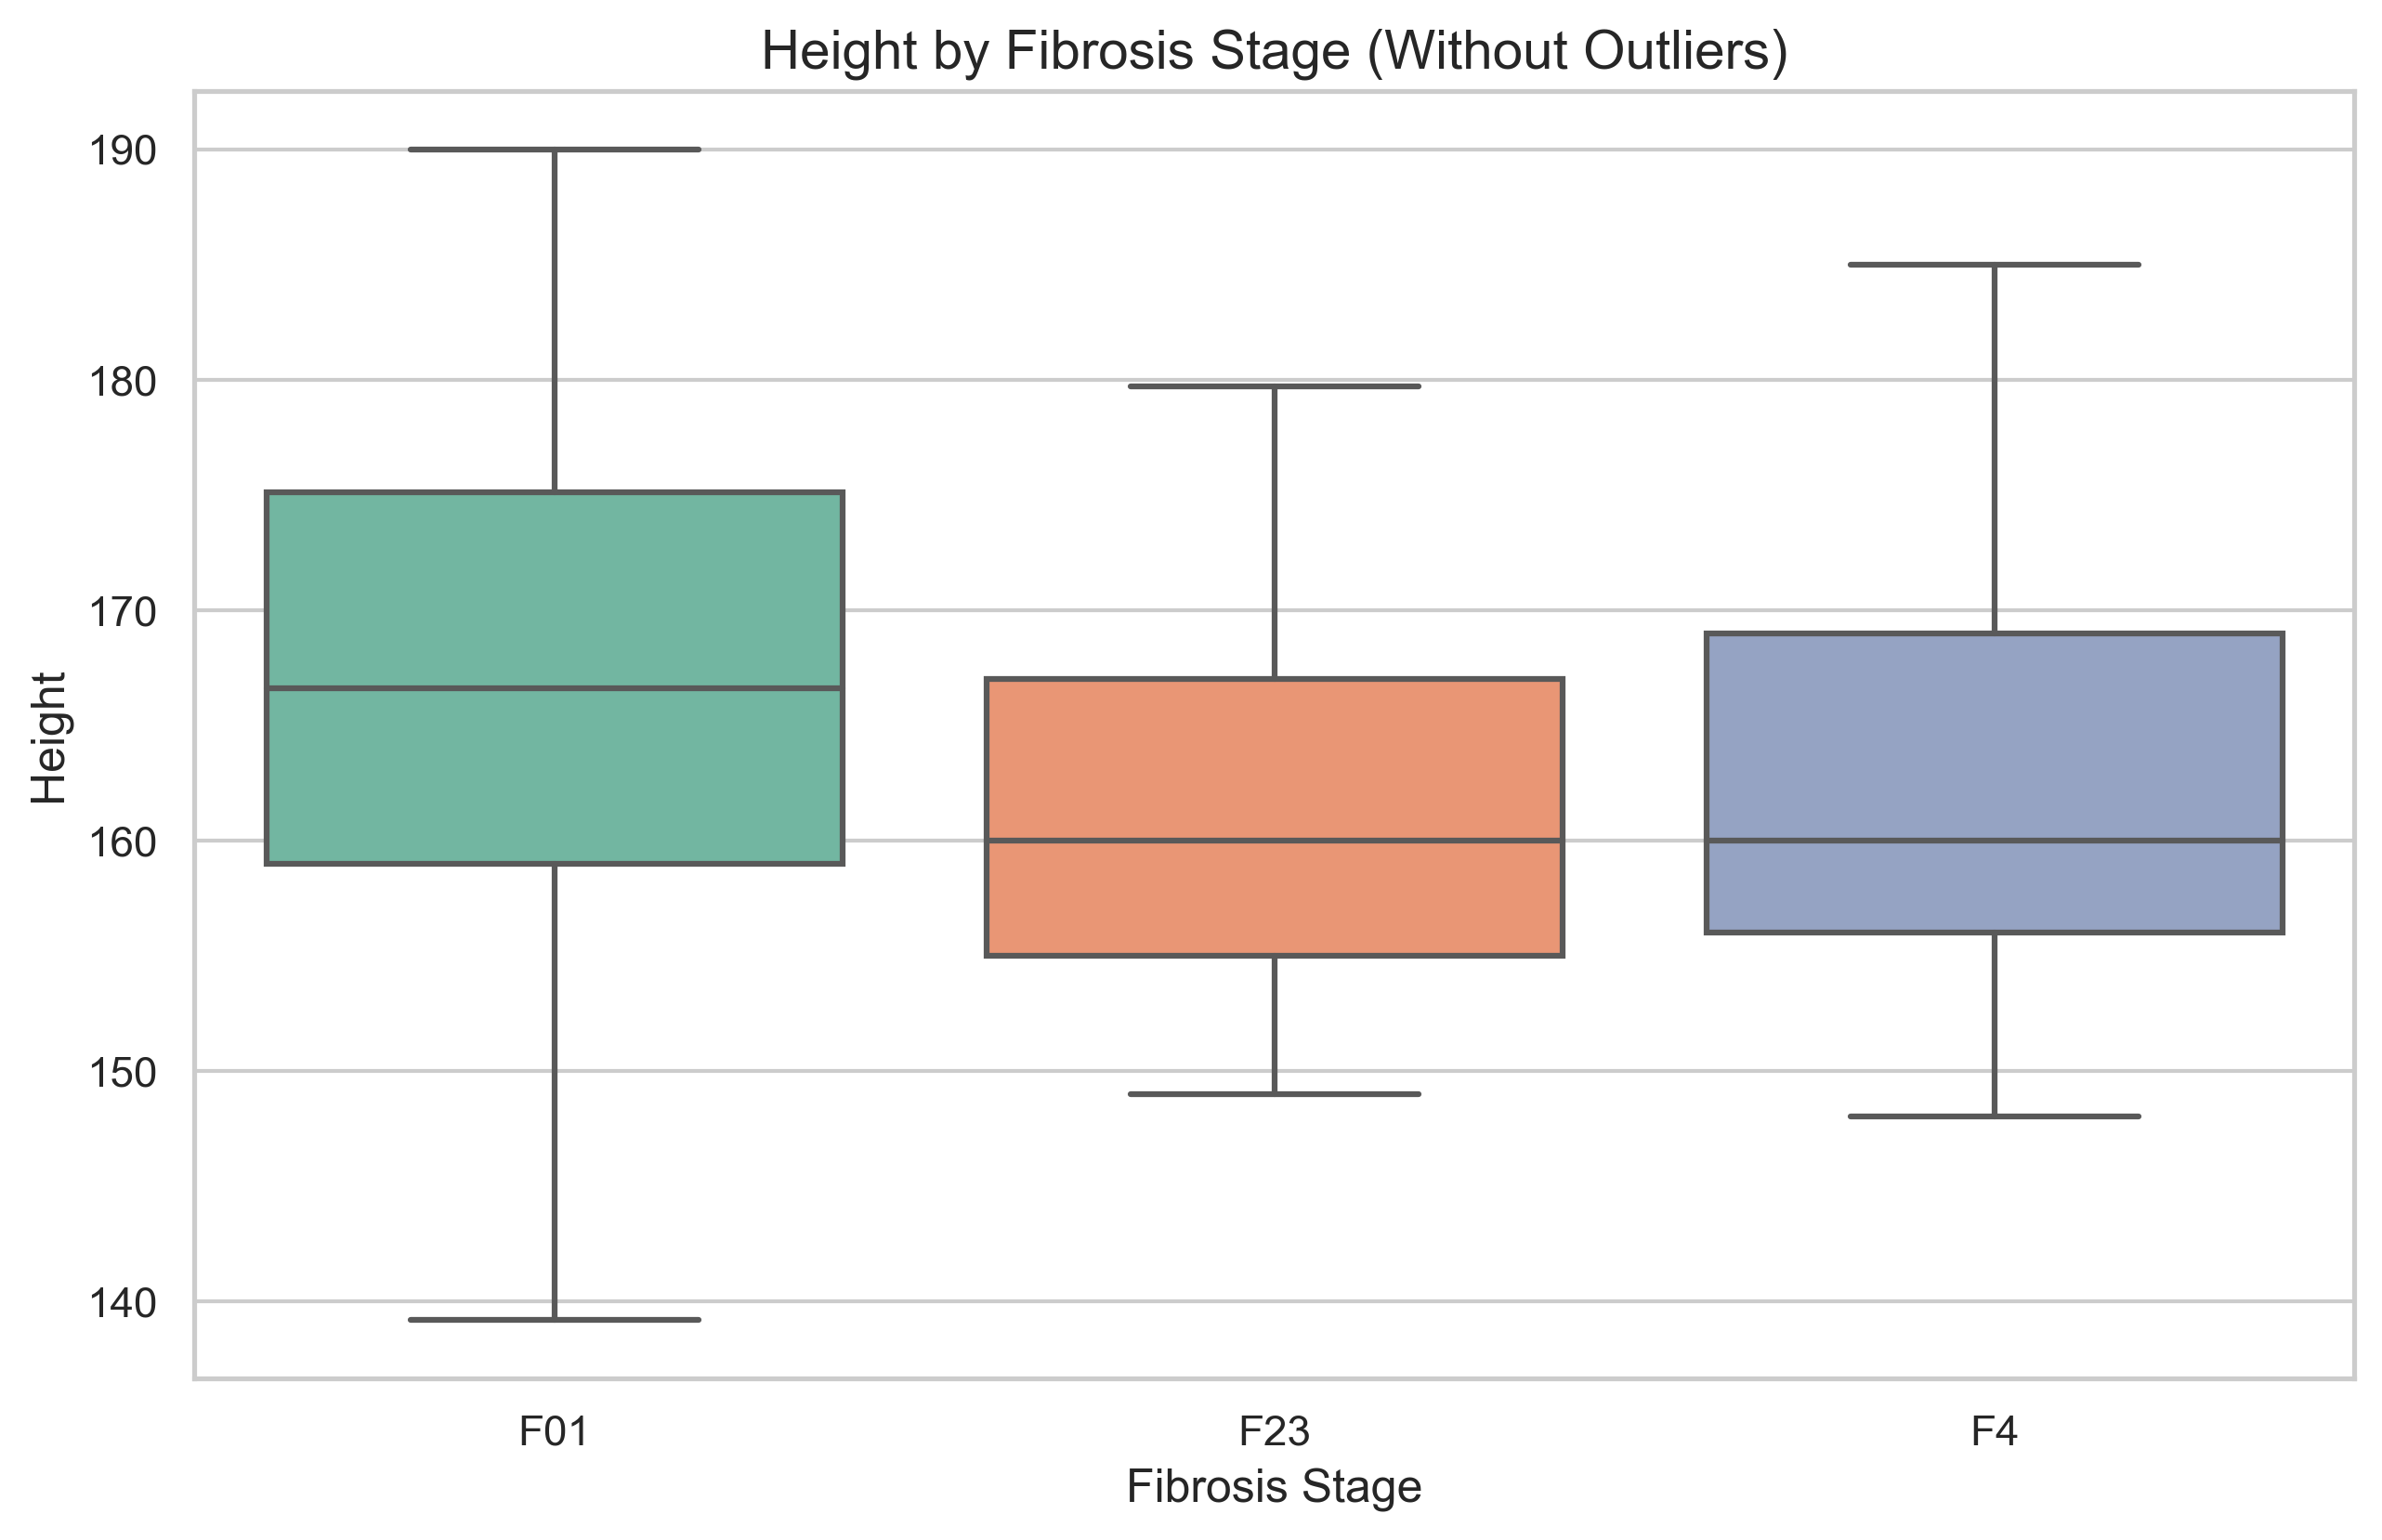 Height by Fibrosis Stage (Without Outliers)
Height
190
180
170
160
150
140
F01
F23
F4
Fibrosis Stage